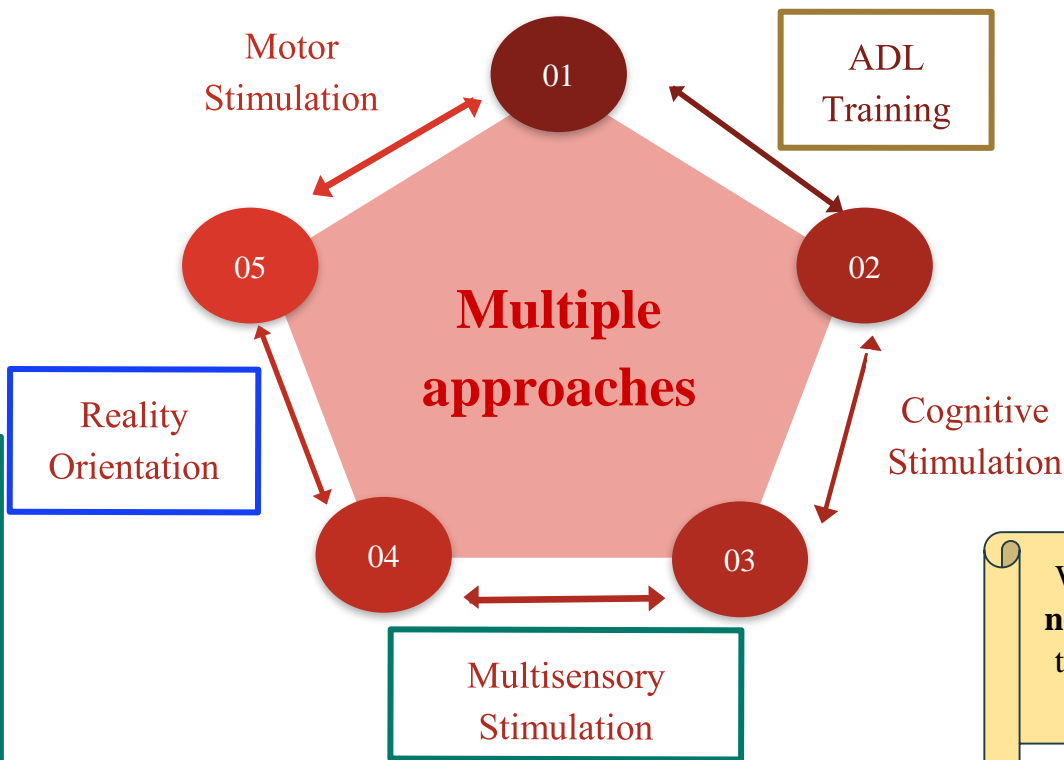 Motor
Stimulation
01
ADL
Training
05
02
Multiple
approaches
Reality
Orientation
Cognitive
Stimulation
04
03
Multisensory
Stimulation